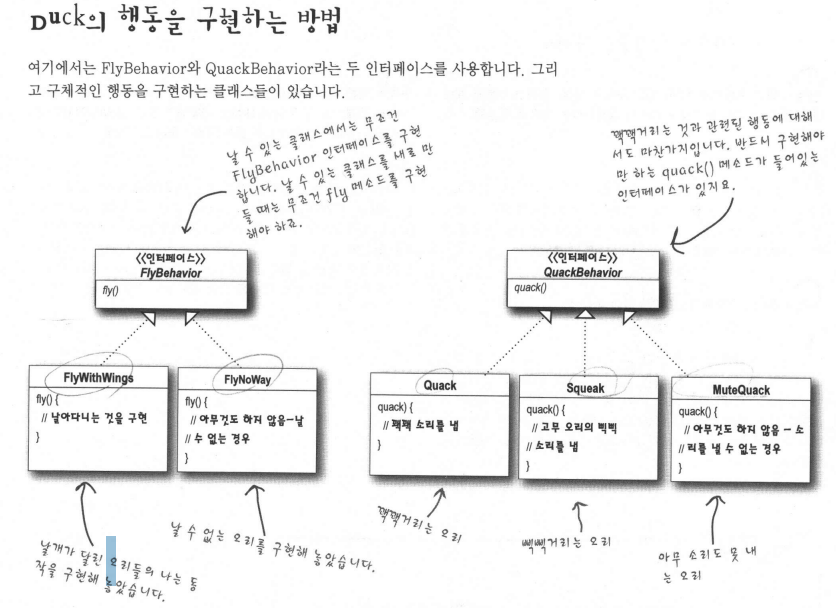 Duck의 행동을 구현하는 방법
여기에서는 FlyBehavior와 QuackBehavior라는 두 인터페이스를 사용합니다. 그리
고 구체적인 행동을 구현하는 클래스들이 있습니다.
날 수 있는 클래스에서는 무조건
FlyBehavior 인터페이스를 구현
합니다. 날 수 있는 클래스를 새로 만
들 때는 무조건 fly 메소드를 구현
해야 하죠.
꽥꽥거리는 것과 관련된 행동에 대해
서도 마찬가지입니다. 반드시 구현해야
만 하는 quack() 메소드가 들어있는
인터페이스가 있지요.
<<인터페이스>>
FlyBehavior
fly()
<<인터페이스>>
QuackBehavior
quack()
FlyWithWings
fly() {
// 날아다니는 것을 구현
}
FlyNoWay
fly() {
// 아무것도 하지 않음-날
// 수 없는 경우
}
Quack
quack) {
// 꽥꽥 소리를 냄
}
Squeak
quack() {
// 고무 오리의 삑삑
// 소리를 냄
}
MuteQuack
quack() {
// 아무것도 하지 않음 - 소
// 리를 낼 수 없는 경우
}
날개가 달린 오리들의 나는 동
작을 구현해 놓았습니다.
날 수 없는 오리를 구현해 놓았습니다.
꽥꽥거리는 오리
삑삑거리는 오리
아무 소리도 못 내
는 오리